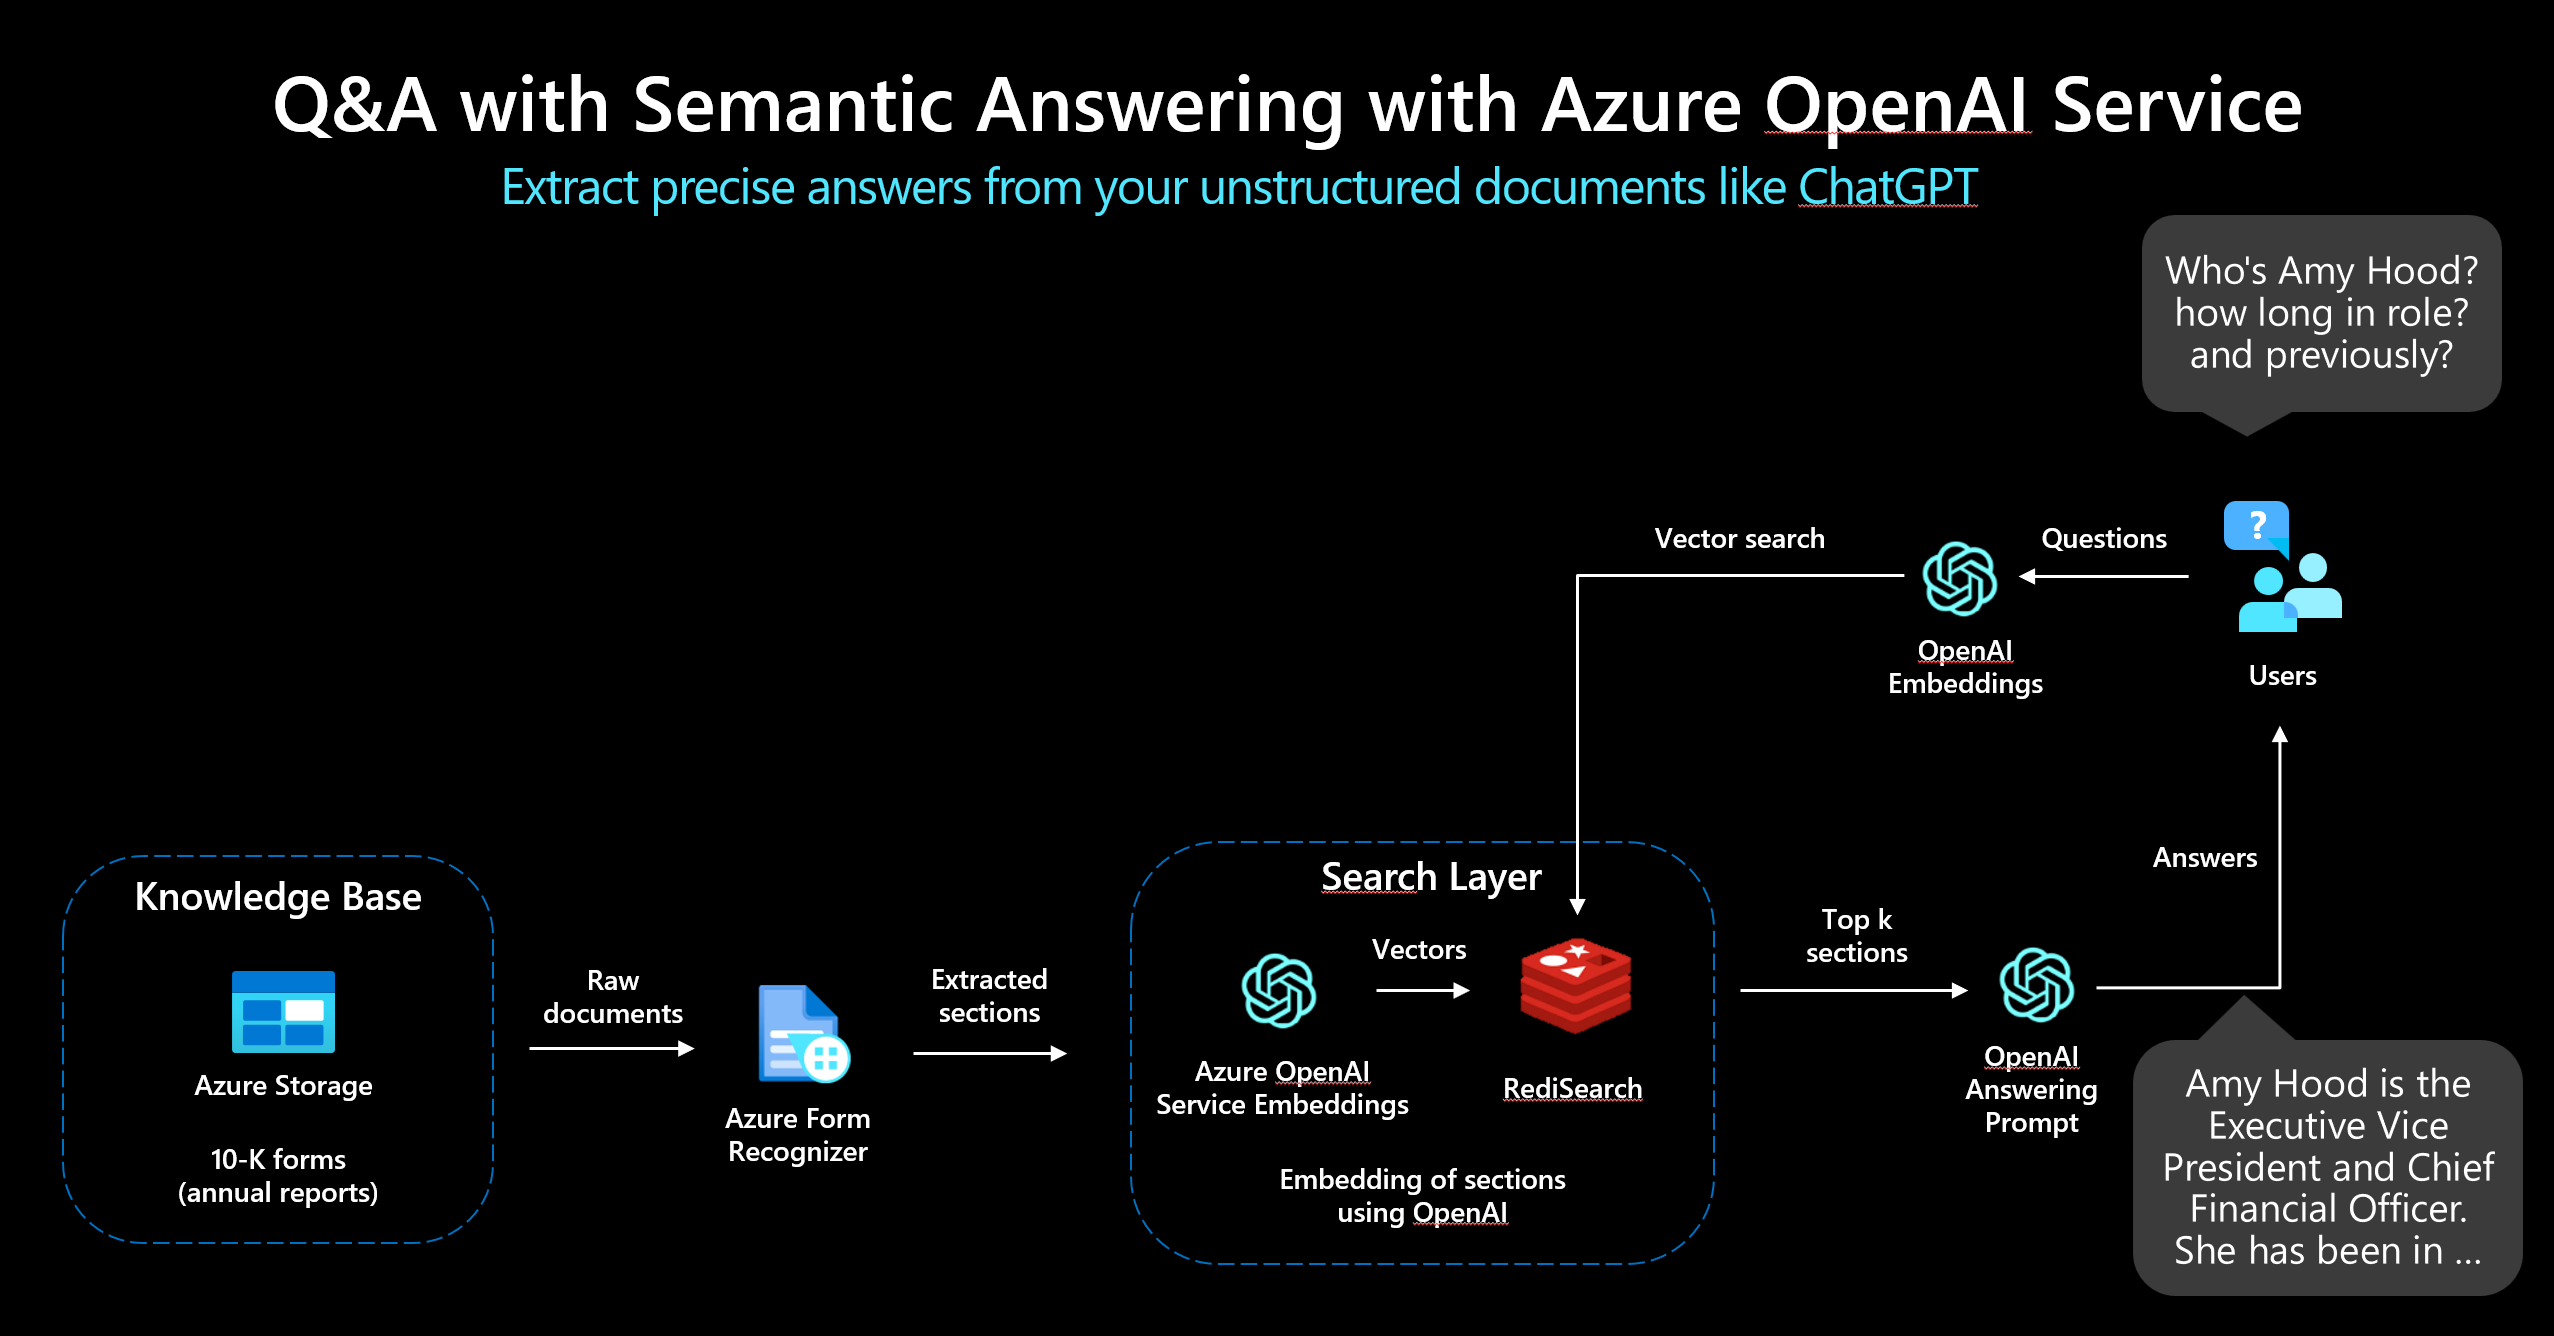 Q&A with Semantic Answering with Azure OpenAI Service
Extract precise answers from your unstructured documents like ChatGPT
Who's Amy Hood?
how long in role?
and previously?
?
Vector search
Questions
OpenAI
Embeddings
Users
Answers
Knowledge Base
Azure Storage
10-K forms
(annual reports)
Raw
documents
Azure Form
Recognizer
Extracted
sections
Search Layer
Vectors
Azure OpenAI
Service Embeddings
RediSearch
Embedding of sections
using OpenAI
Top k
sections
OpenAI
Answering
Prompt
Amy Hood is the
Executive Vice
President and Chief
Financial Officer.
She has been in ...